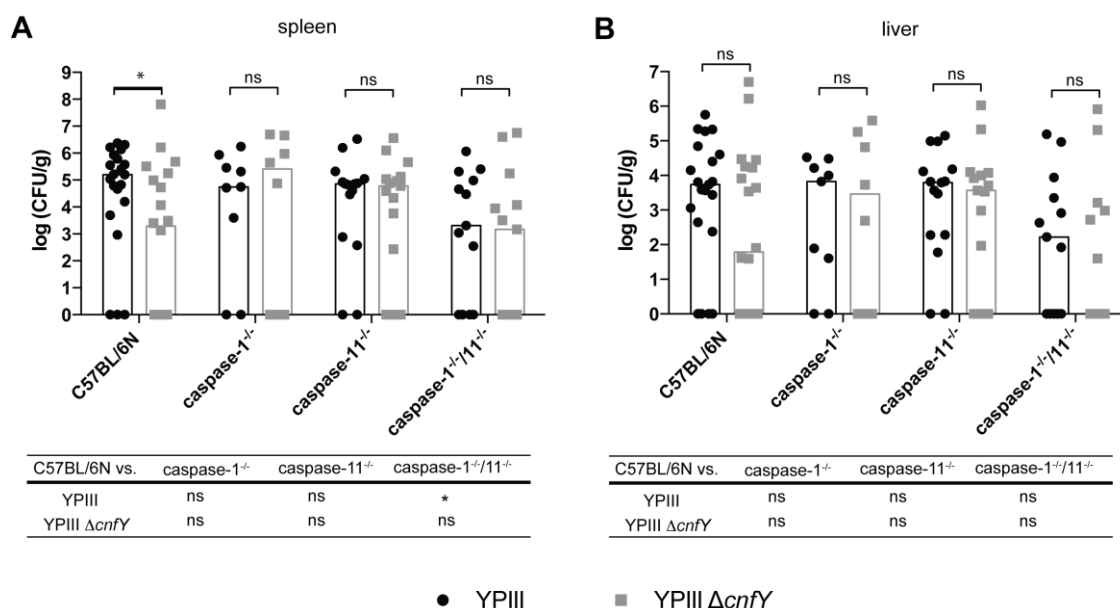 A
spleen
*
ns
ns
ns
log (CFU/g)
9
8
7
6
5
4
3
2
1
0
C57BL/6N
caspase-1⁻/⁻
caspase-11⁻/⁻
caspase-1⁻/⁻/11⁻/⁻
C57BL/6N vs. caspase-1⁻/⁻ caspase-11⁻/⁻ caspase-1⁻/⁻/11⁻/⁻
YPIII ns ns *
YPIII ΔcnfY ns ns ns
B
liver
ns
ns
ns
ns
log (CFU/g)
7
6
5
4
3
2
1
0
C57BL/6N
caspase-1⁻/⁻
caspase-11⁻/⁻
caspase-1⁻/⁻/11⁻/⁻
C57BL/6N vs. caspase-1⁻/⁻ caspase-11⁻/⁻ caspase-1⁻/⁻/11⁻/⁻
YPIII ns ns ns
YPIII ΔcnfY ns ns ns
YPIII YPIII ΔcnfY